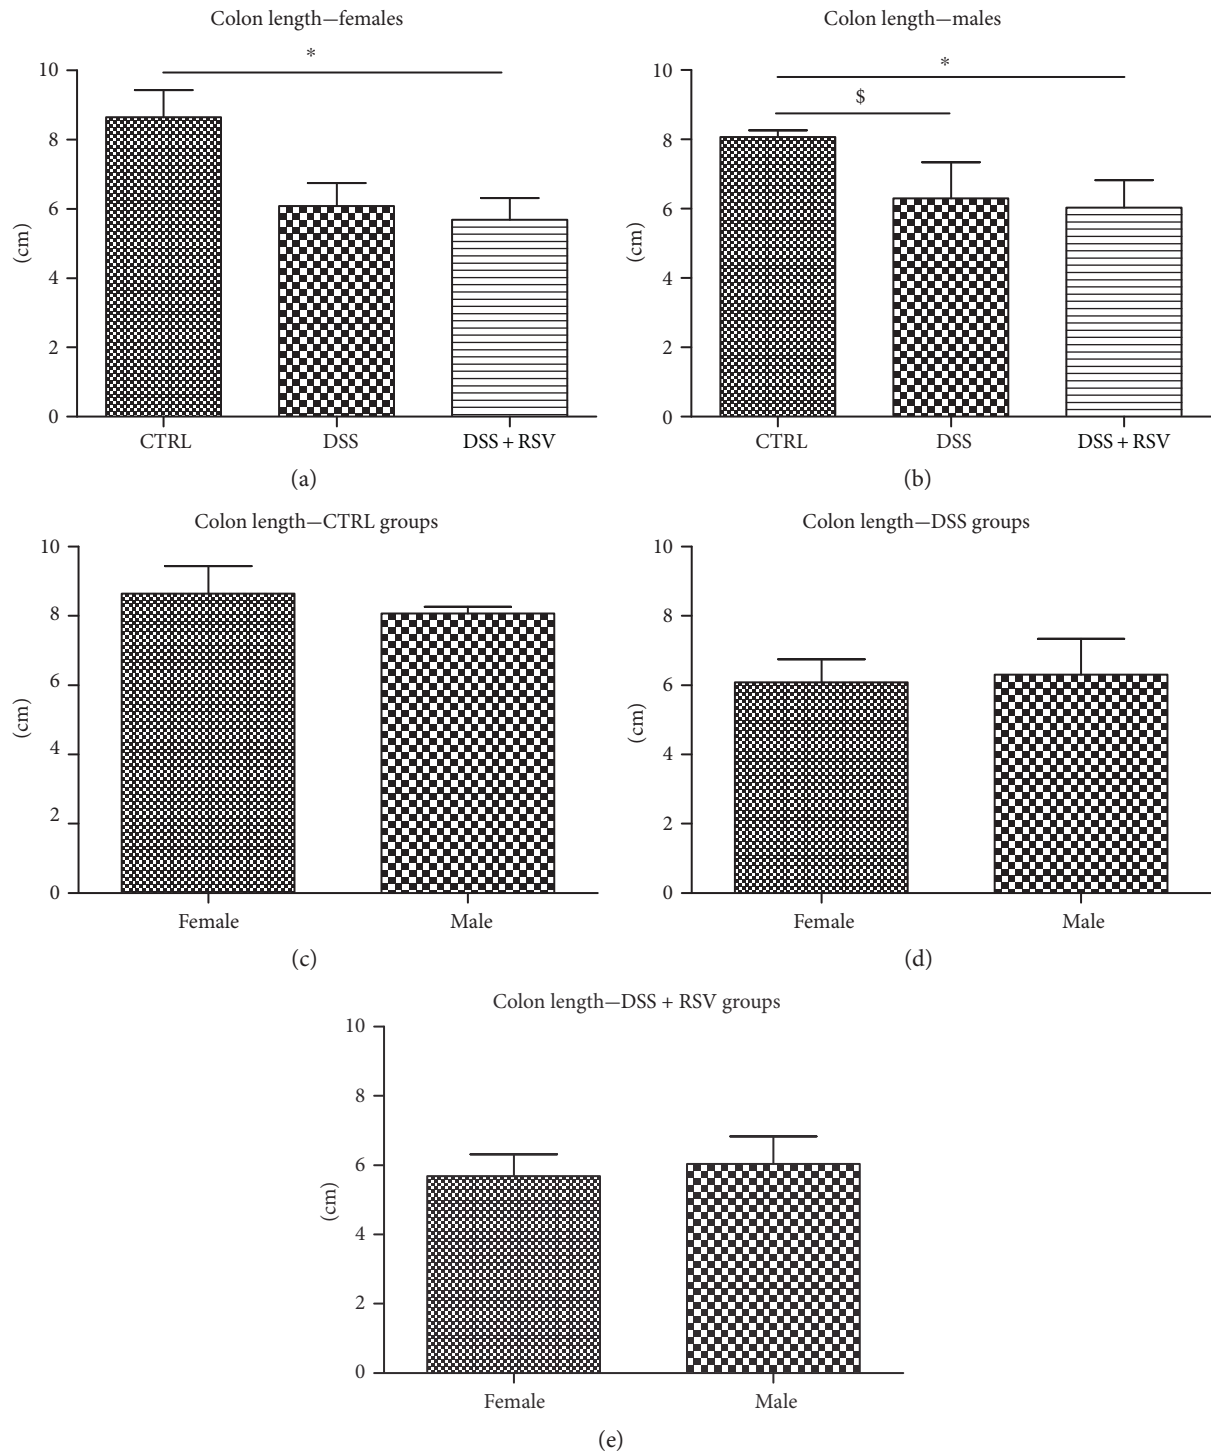 Colon length—females
*
10
8
6
4
2
0
(cm)
CTRL
DSS
DSS + RSV
(a)
Colon length—males
*
$
10
8
6
4
2
0
(cm)
CTRL
DSS
DSS + RSV
(b)
Colon length—CTRL groups
10
8
6
4
2
0
(cm)
Female
Male
(c)
Colon length—DSS groups
10
8
6
4
2
0
(cm)
Female
Male
(d)
Colon length—DSS + RSV groups
10
8
6
4
2
0
(cm)
Female
Male
(e)